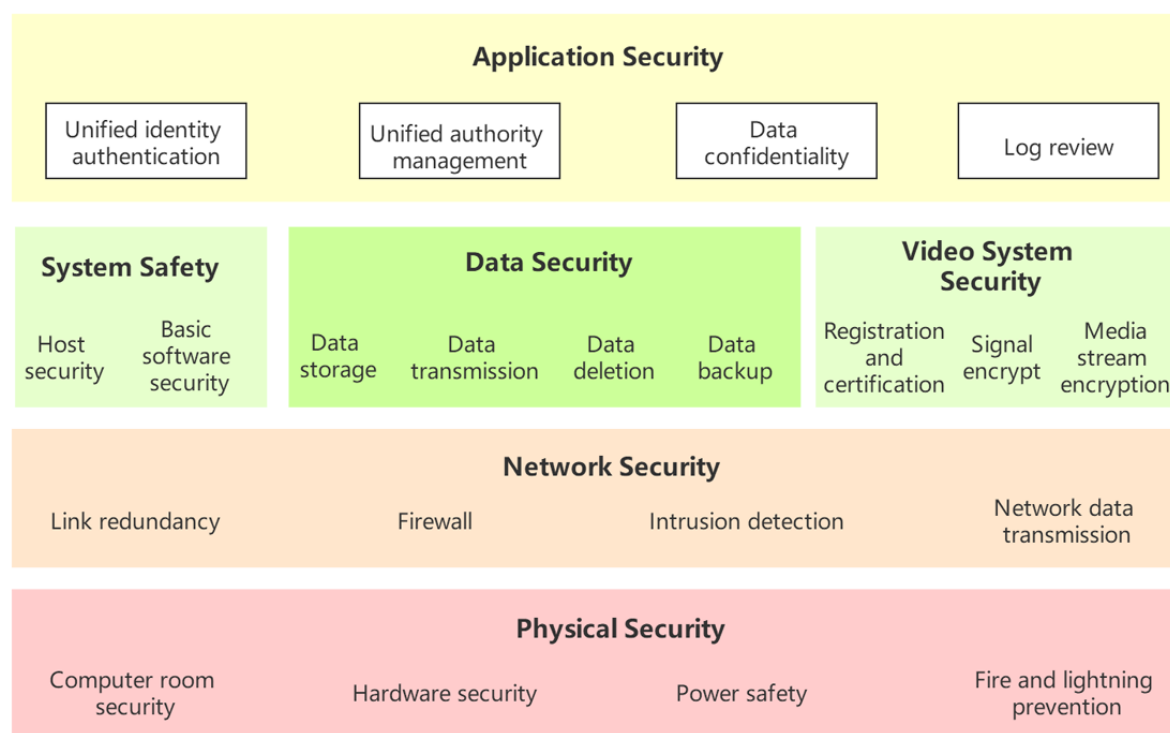 Application Security
Unified identity
authentication
Unified authority
management
Data
confidentiality
Log review
System Safety
Host
security
Basic
software
security
Data Security
Data
storage
Data
transmission
Data
deletion
Data
backup
Video System
Security
Registration
and
certification
Signal
encrypt
Media
stream
encryption
Network Security
Link redundancy
Firewall
Intrusion detection
Network data
transmission
Physical Security
Computer room
security
Hardware security
Power safety
Fire and lightning
prevention